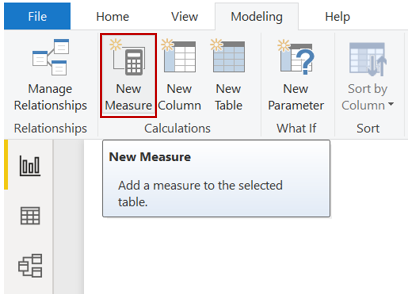 File Home View Modeling Help
Manage Relationships
New Measure
New Column
New Table
New Parameter
Sort by Column
Relationships Calculations What If Sort
New Measure
Add a measure to the selected
table.